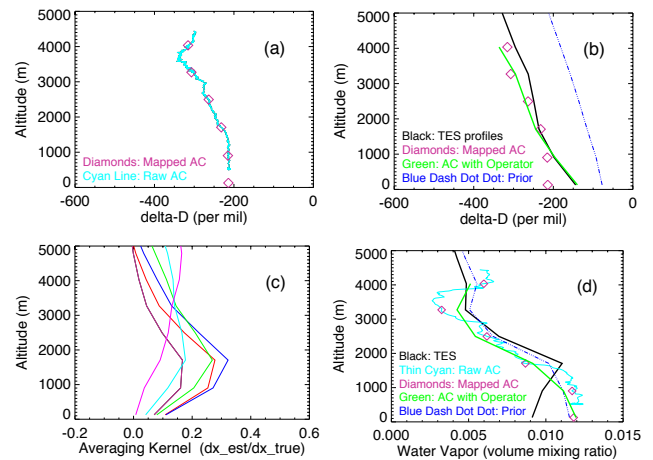 5000
4000
3000
2000
1000
0
Altitude (m)
(a)
Diamonds: Mapped AC
Cyan Line: Raw AC
-600 -400 -200 0
delta-D (per mil)
5000
4000
3000
2000
1000
0
Altitude (m)
(b)
Black: TES profiles
Diamonds: Mapped AC
Green: AC with Operator
Blue Dash Dot Dot: Prior
-600 -400 -200 0
delta-D (per mil)
5000
4000
3000
2000
1000
0
Altitude (m)
(c)
-0.2 0.0 0.2 0.4 0.6
Averaging Kernel (dx_est/dx_true)
5000
4000
3000
2000
1000
0
Altitude (m)
(d)
Black: TES
Thin Cyan: Raw AC
Diamonds: Mapped AC
Green: AC with Operator
Blue Dash Dot Dot: Prior
0.000 0.005 0.010 0.015
Water Vapor (volume mixing ratio)